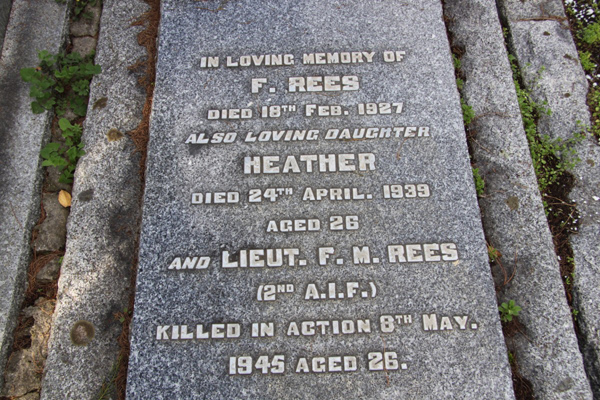 IN LOVING MEMORY OF
F. REES
DIED 18TH FEB. 1927
ALSO LOVING DAUGHTER
HEATHER
DIED 24TH APRIL. 1939
AGED 26
AND LIEUT. F. M. REES
(2ND A.I.F.)
KILLED IN ACTION 8TH MAY.
1945 AGED 26.